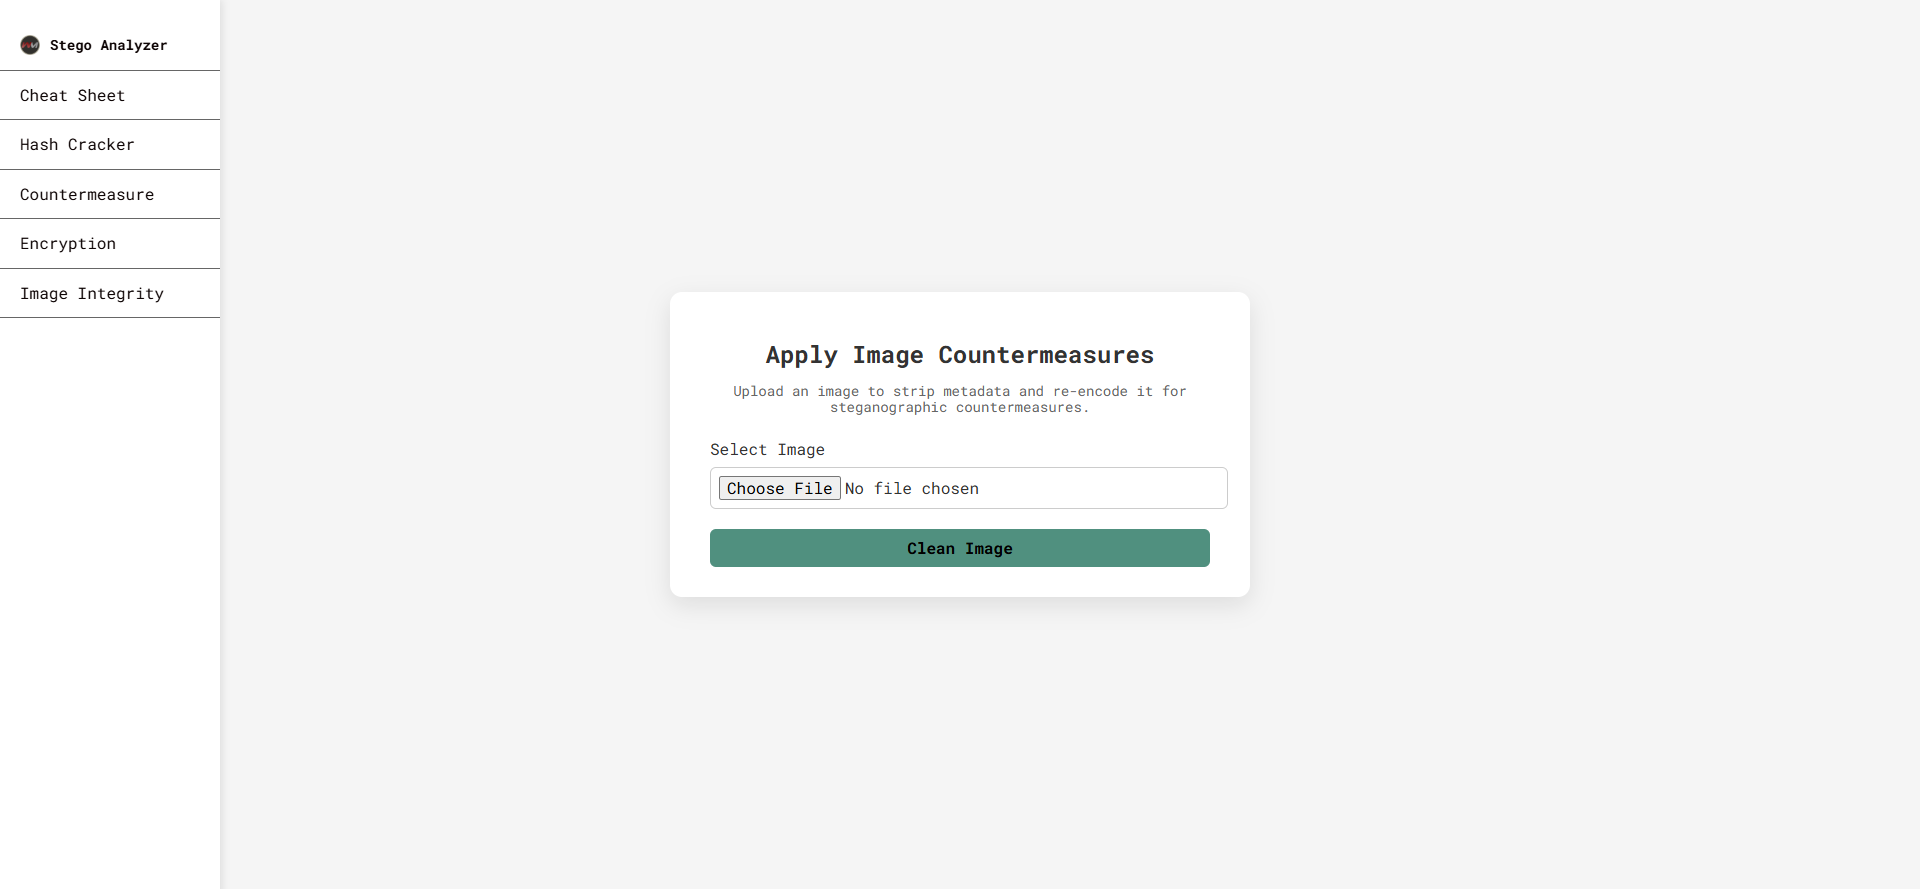 Stego Analyzer
Cheat Sheet
Hash Cracker
Countermeasure
Encryption
Image Integrity
Apply Image Countermeasures
Upload an image to strip metadata and re-encode it for
steganographic countermeasures.
Select Image
Choose File No file chosen
Clean Image